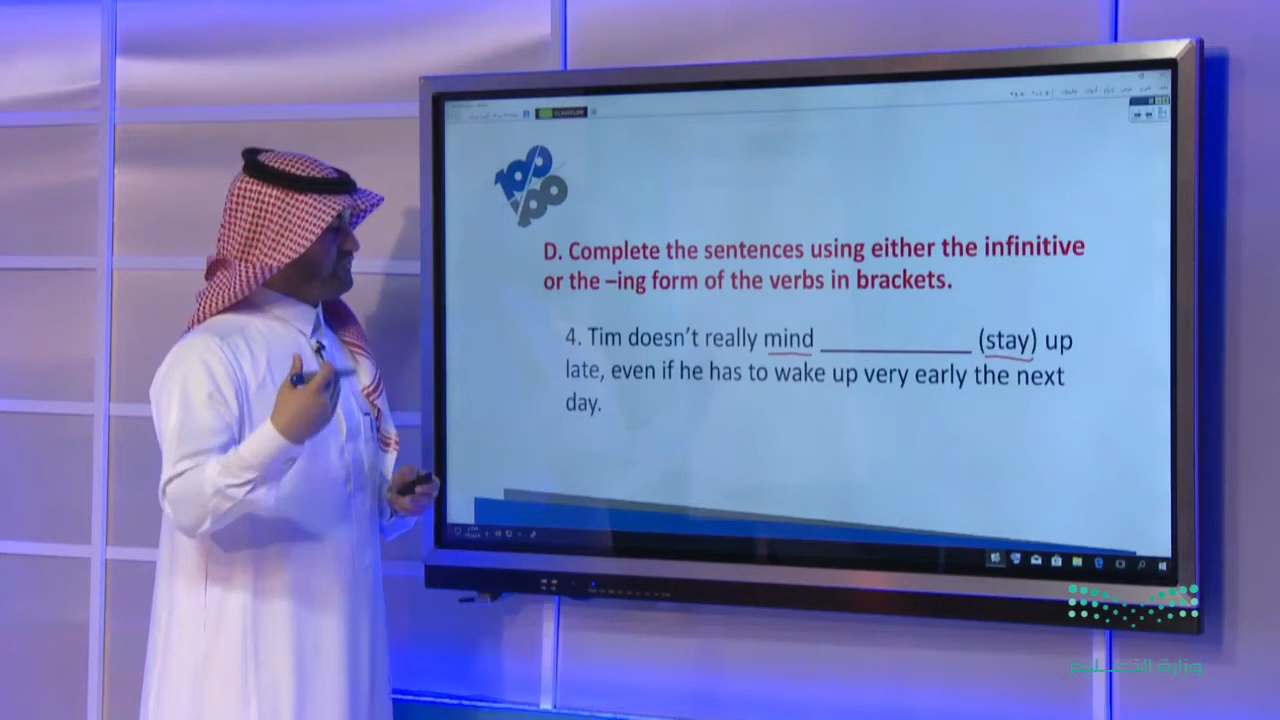 100
100
D. Complete the sentences using either the infinitive
or the –ing form of the verbs in brackets.
4. Tim doesn't really mind ____________ (stay) up
late, even if he has to wake up very early the next
day.
وزارة التعليم